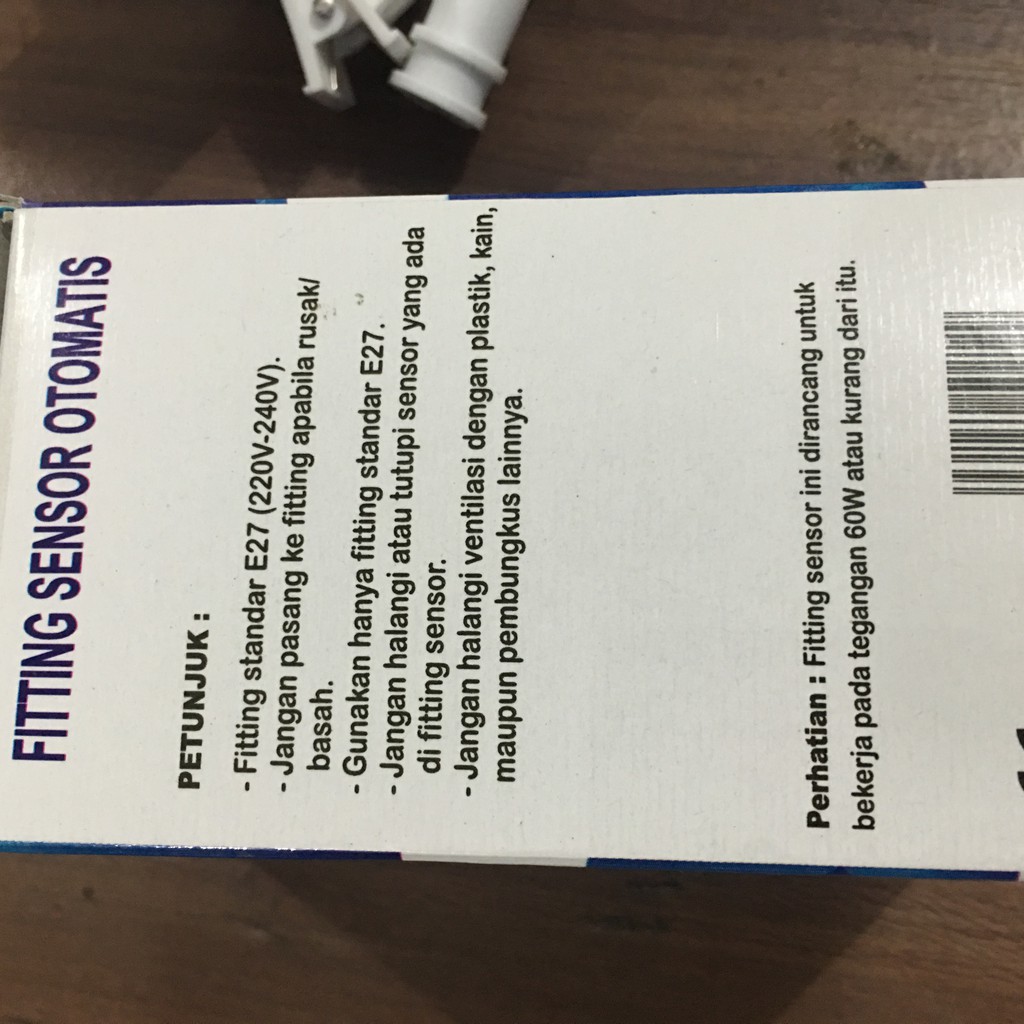 FITTING SENSOR OTOMATIS
PETUNJUK :
- Fitting standar E27 (220V-240V).
- Jangan pasang ke fitting apabila rusak/
basah.
- Gunakan hanya fitting standar E27.
- Jangan halangi atau tutupi sensor yang ada
di fitting sensor.
- Jangan halangi ventilasi dengan plastik, kain,
maupun pembungkus lainnya.
Perhatian : Fitting sensor ini dirancang untuk
bekerja pada tegangan 60W atau kurang dari itu.